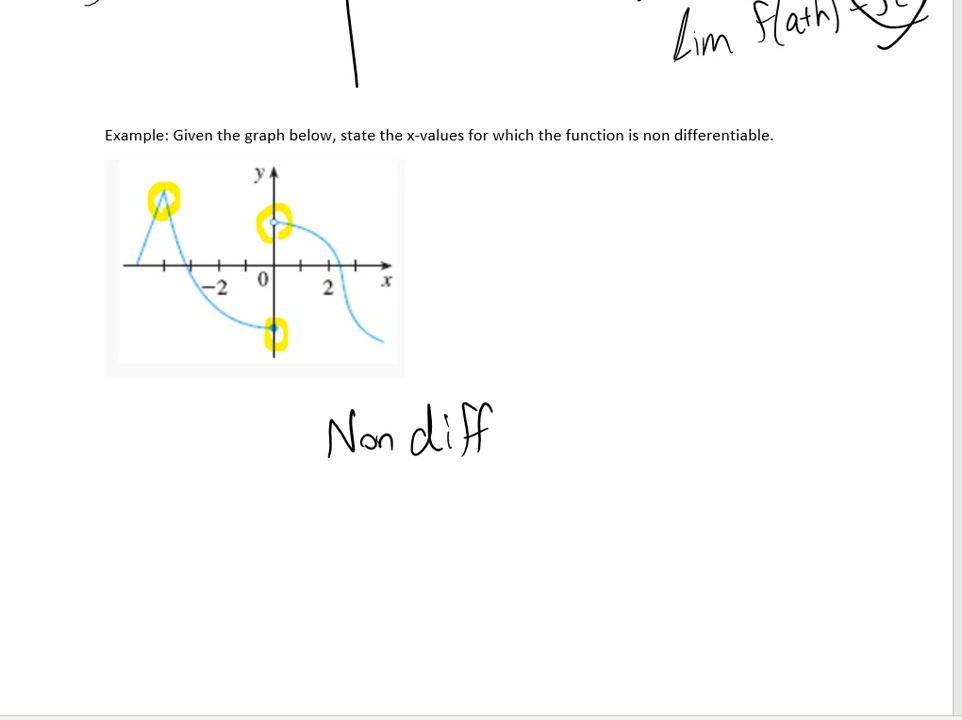 Lim f(a+h)
Example: Given the graph below, state the x-values for which the function is non differentiable.
y
-2 0 2 x
Non diff